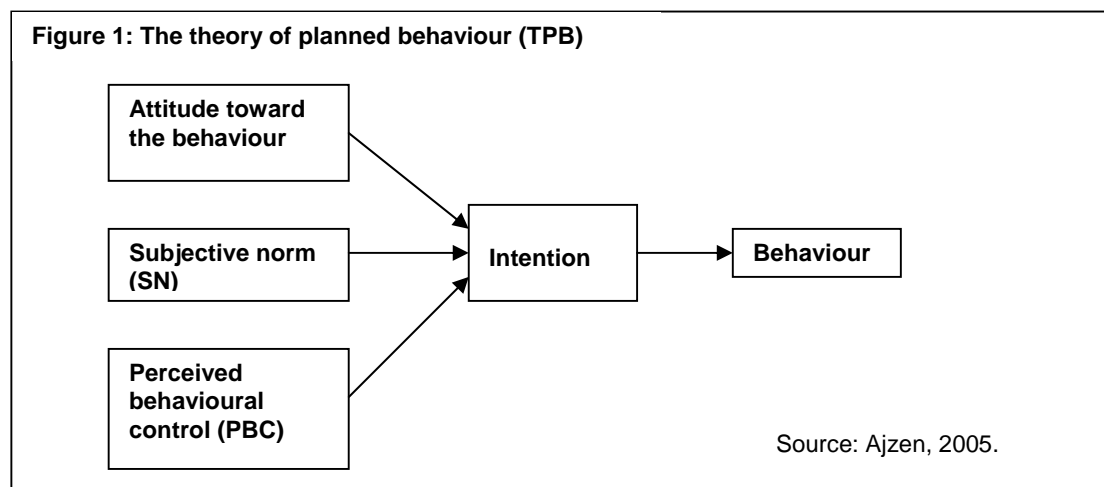 Figure 1: The theory of planned behaviour (TPB)
Attitude toward
the behaviour
Subjective norm
(SN)
Intention
Behaviour
Perceived
behavioural
control (PBC)
Source: Ajzen, 2005.